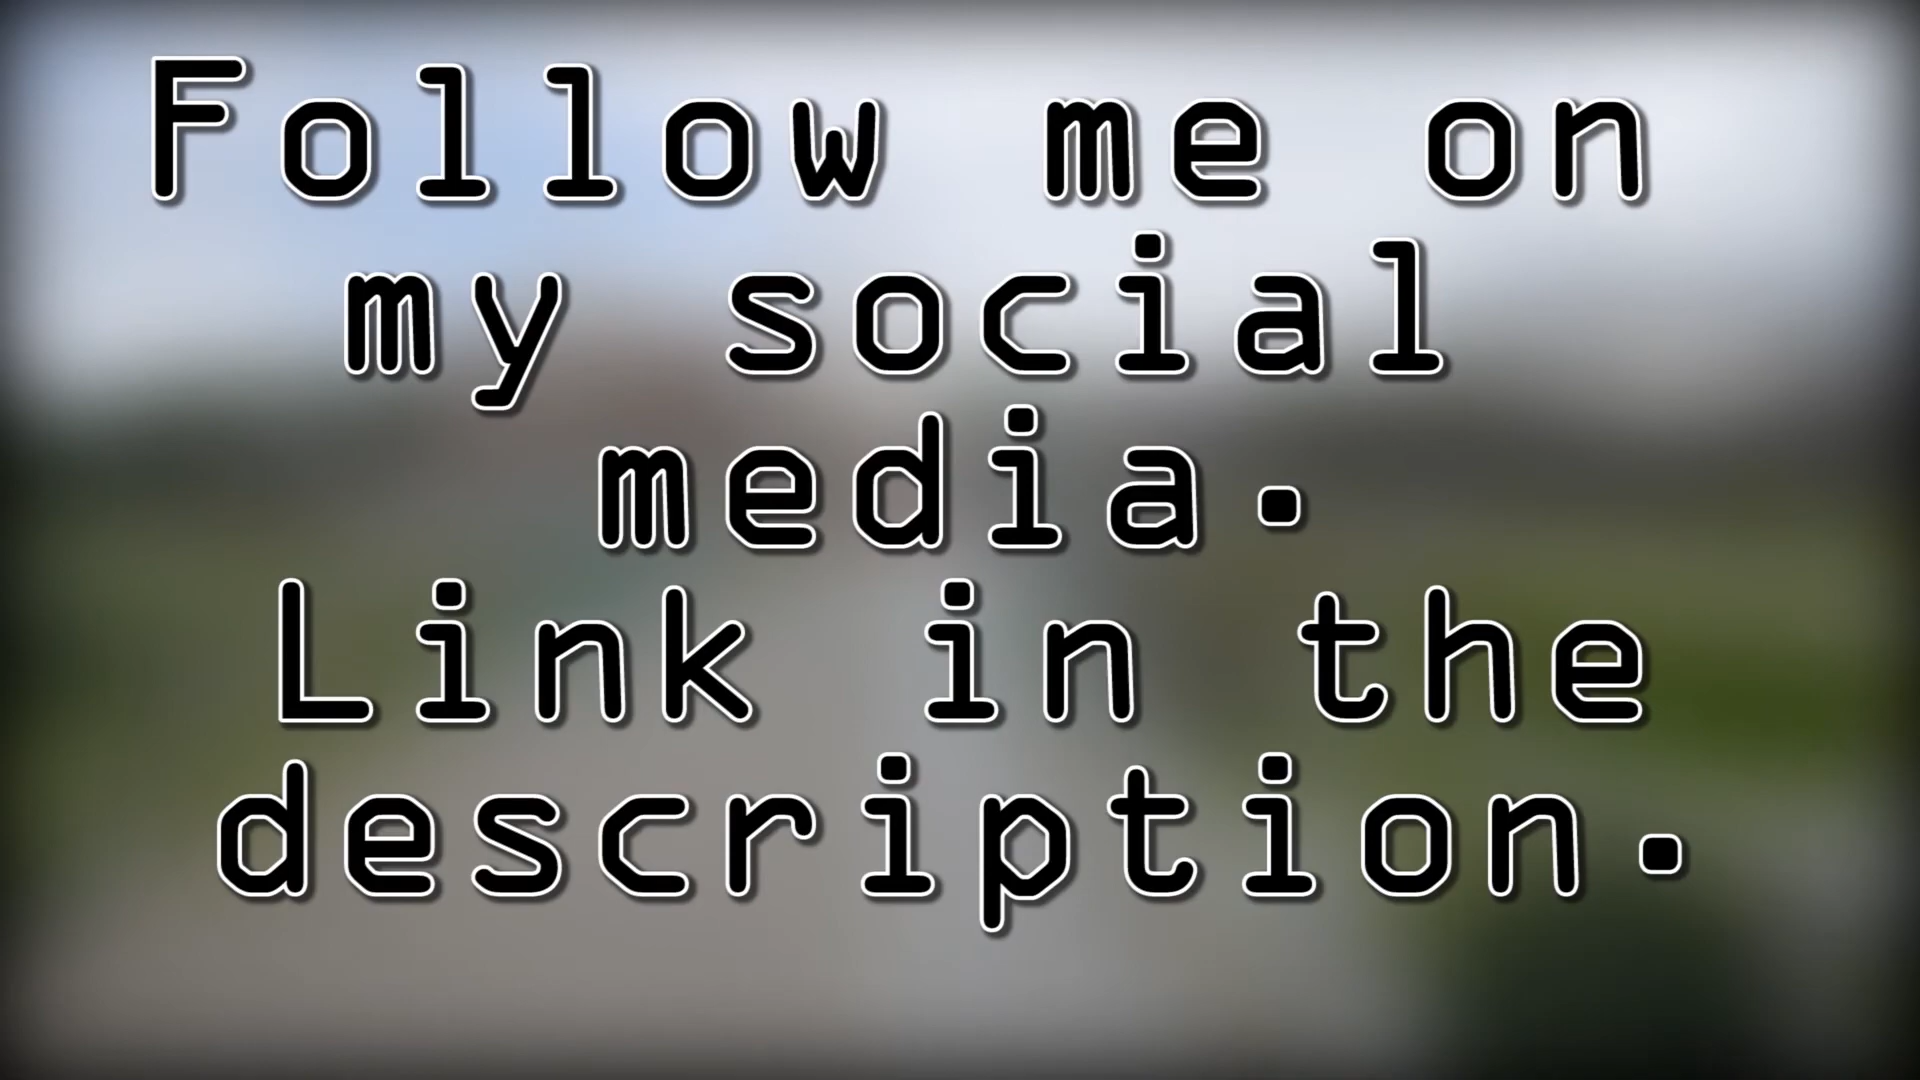 Follow me on
my social
media.
Link in the
description.